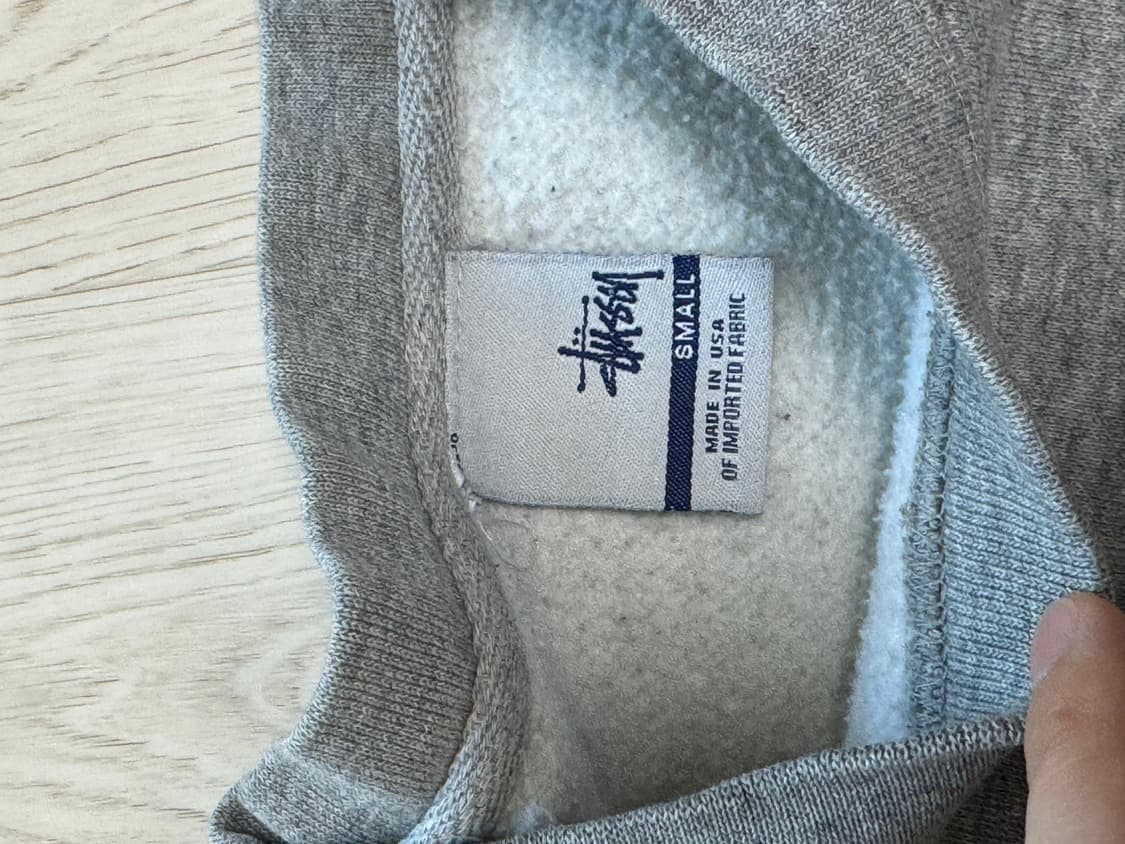 Stüssy
SMALL
MADE IN USA
OF IMPORTED FABRIC